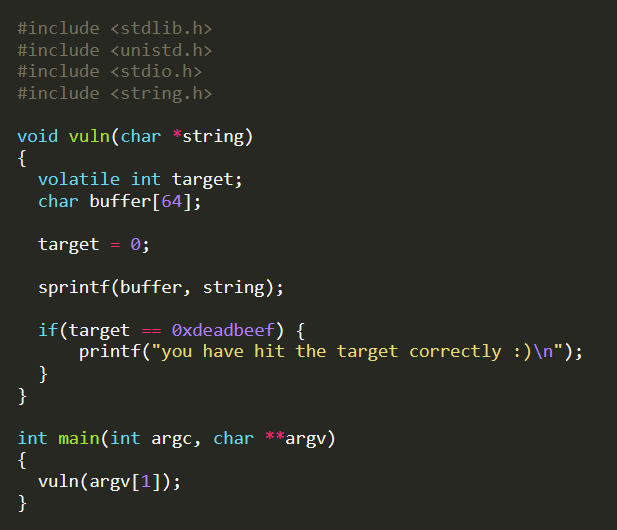 #include <stdlib.h>
#include <unistd.h>
#include <stdio.h>
#include <string.h>

void vuln(char *string)
{
  volatile int target;
  char buffer[64];

  target = 0;

  sprintf(buffer, string);

  if(target == 0xdeadbeef) {
      printf("you have hit the target correctly :)\n");
  }
}

int main(int argc, char **argv)
{
  vuln(argv[1]);
}